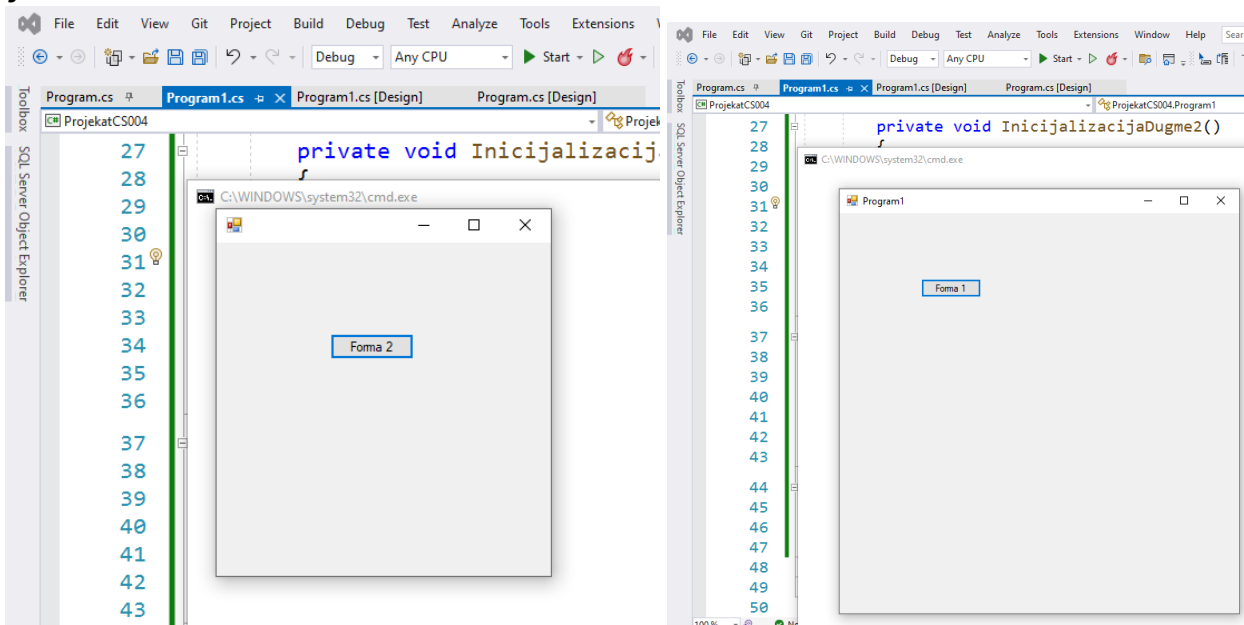 File Edit View Git Project Build Debug Test Analyze Tools Extensions
Debug Any CPU Start
Program.cs Program1.cs Program1.cs [Design] Program.cs [Design]
C# ProjekatCS004 Projek
Toolbox
SQL Server Object Explorer
27 private void Inicijalizacij
28 {
C:\WINDOWS\system32\cmd.exe
29
30
31
32
33
34
35
36
37
38
39
40
41
42
43
Forma 2
File Edit View Git Project Build Debug Test Analyze Tools Extensions Window Help Sear
Debug Any CPU Start
Program.cs Program1.cs Program1.cs [Design] Program.cs [Design]
C# ProjekatCS004 ProjekatCS004.Program1
Toolbox
SQL Server Object Explorer
27 private void InicijalizacijaDugme2()
28 {
C:\WINDOWS\system32\cmd.exe
29
30
Program1
31
32
33
34
35
Forma 1
36
37
38
39
40
41
42
43
44
45
46
47
48
49
50
100 % No